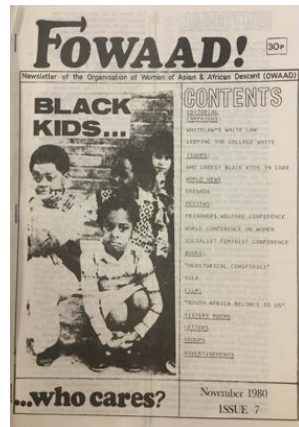 FOWAAD!
30P
Newsletter of the Organisation of Women of Asian & African Descent (OWAAD)
BLACK
KIDS...
CONTENTS
EDITORIAL
CAMPAIGNS:
WHITELAW'S WHITE LAW
KEEPING THE COLLEGE WHITE
ISSUES:
WHO CARES? BLACK KIDS IN CARE
WORLD NEWS
GRENADA
REVIEWS:
PRISONERS WELFARE CONFERENCE
WORLD CONFERENCE ON WOMEN
SOCIALIST FEMINIST CONFERENCE
BOOKS:
"HERSTORICAL CONSPIRACY"
SULA
FILM:
"SOUTH AFRICA BELONGS TO US"
SISTERS POEMS
LETTERS
GROUPS
ADVERTISEMENTS
...who cares?
November 1980
ISSUE 7